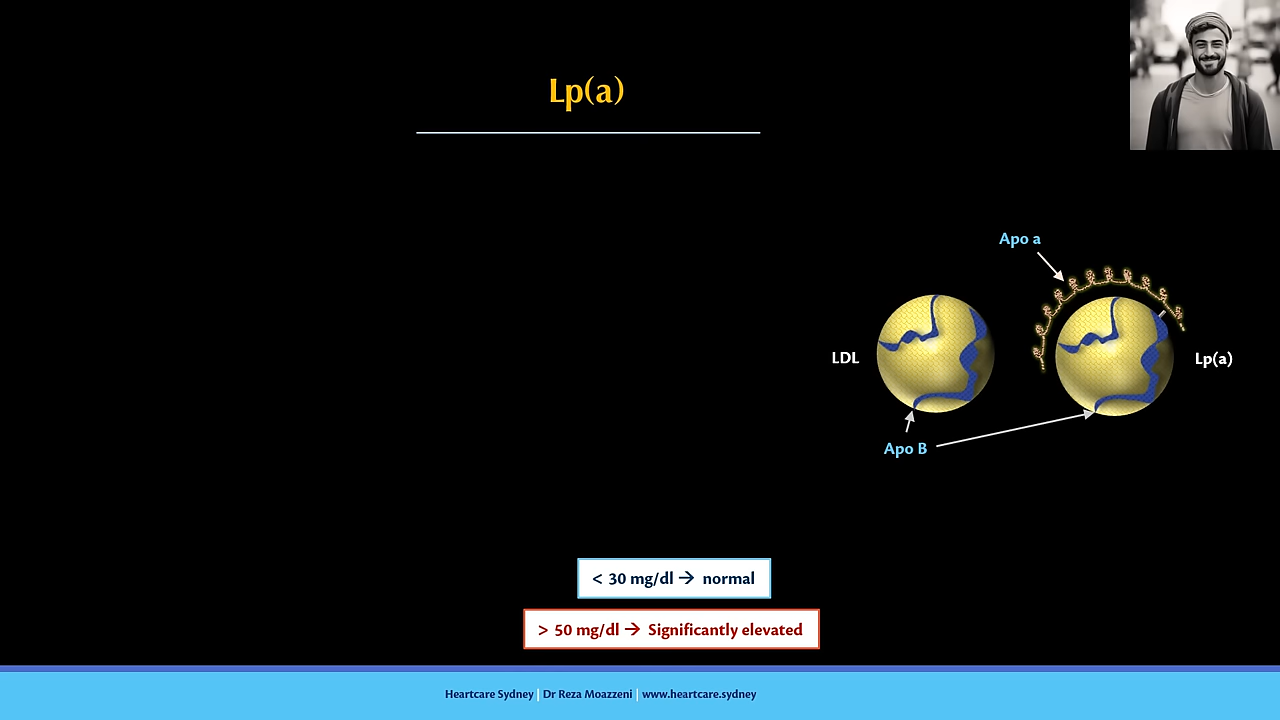 Lp(a)
Apo a
LDL
Lp(a)
Apo B
< 30 mg/dl → normal
> 50 mg/dl → Significantly elevated
Heartcare Sydney | Dr Reza Moazzeni | www.heartcare.sydney